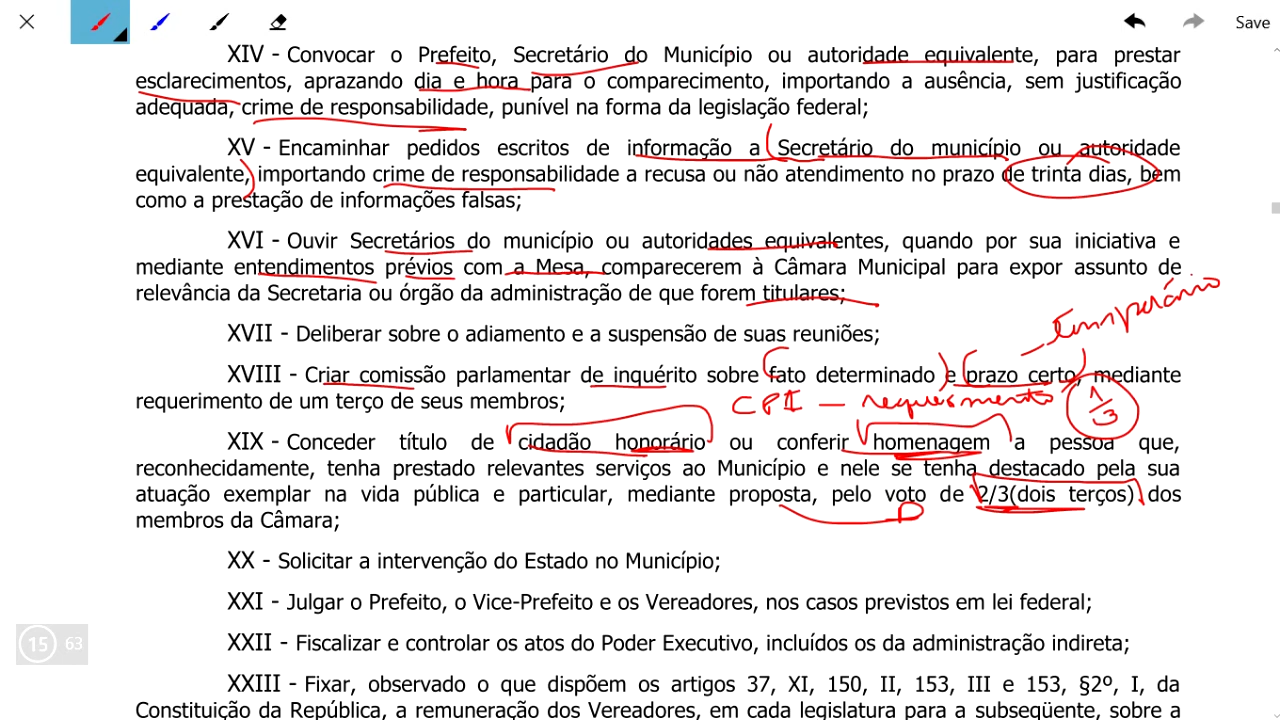 Save
XIV - Convocar o Prefeito, Secretário do Município ou autoridade equivalente, para prestar
esclarecimentos, aprazando dia e hora para o comparecimento, importando a ausência, sem justificação
adequada, crime de responsabilidade, punível na forma da legislação federal;
XV - Encaminhar pedidos escritos de informação a Secretário do município ou autoridade
equivalente, importando crime de responsabilidade a recusa ou não atendimento no prazo de trinta dias, bem
como a prestação de informações falsas;
XVI - Ouvir Secretários do município ou autoridades equivalentes, quando por sua iniciativa e
mediante entendimentos prévios com a Mesa, comparecerem à Câmara Municipal para expor assunto de
relevância da Secretaria ou órgão da administração de que forem titulares;
XVII - Deliberar sobre o adiamento e a suspensão de suas reuniões;
temporário
XVIII - Criar comissão parlamentar de inquérito sobre fato determinado e prazo certo, mediante
requerimento de um terço de seus membros;
CPI - requerimento 1/3
XIX - Conceder título de cidadão honorário ou conferir homenagem a pessoa que,
reconhecidamente, tenha prestado relevantes serviços ao Município e nele se tenha destacado pela sua
atuação exemplar na vida pública e particular, mediante proposta, pelo voto de 2/3(dois terços) dos
membros da Câmara;
XX - Solicitar a intervenção do Estado no Município;
XXI - Julgar o Prefeito, o Vice-Prefeito e os Vereadores, nos casos previstos em lei federal;
XXII - Fiscalizar e controlar os atos do Poder Executivo, incluídos os da administração indireta;
15 63
XXIII - Fixar, observado o que dispõem os artigos 37, XI, 150, II, 153, III e 153, §2º, I, da
Constituição da República, a remuneração dos Vereadores, em cada legislatura para a subseqüente, sobre a